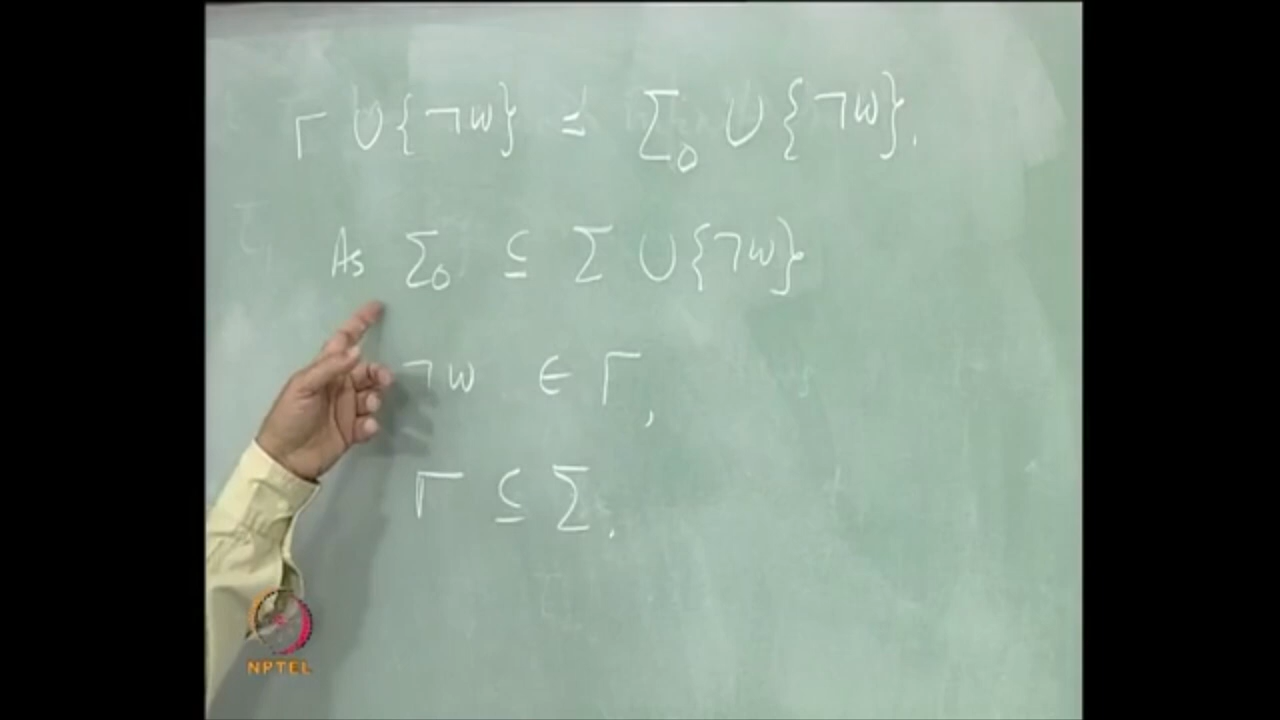 Γ ∪ {¬w} ⊆ Σ₀ ∪ {¬w}.
As Σ₀ ⊆ Σ ∪ {¬w}
¬w ∈ Γ,
Γ ⊆ Σ.
NPTEL